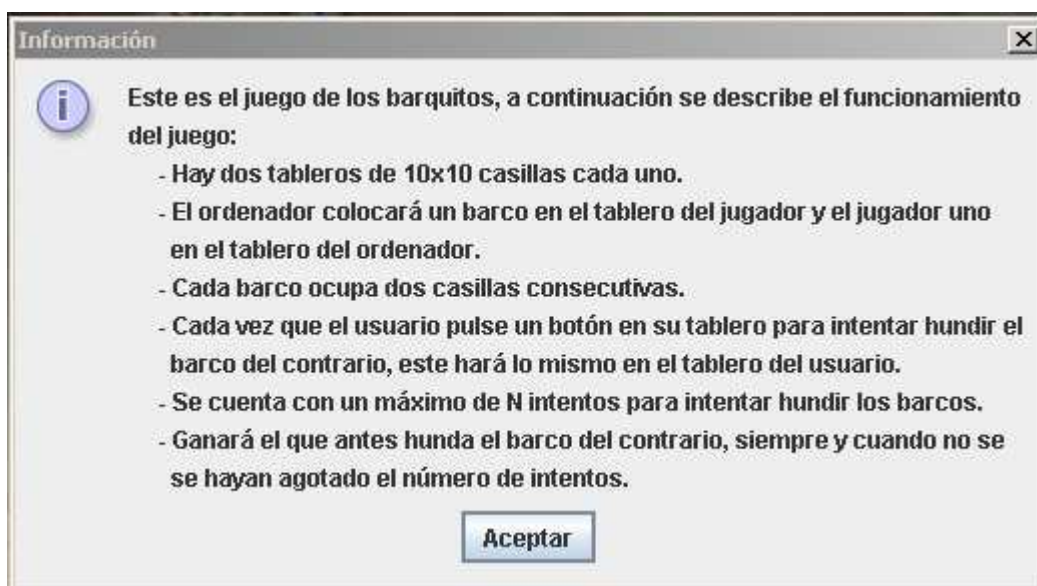 Información
Este es el juego de los barquitos, a continuación se describe el funcionamiento
del juego:
- Hay dos tableros de 10x10 casillas cada uno.
- El ordenador colocará un barco en el tablero del jugador y el jugador uno
en el tablero del ordenador.
- Cada barco ocupa dos casillas consecutivas.
- Cada vez que el usuario pulse un botón en su tablero para intentar hundir el
barco del contrario, este hará lo mismo en el tablero del usuario.
- Se cuenta con un máximo de N intentos para intentar hundir los barcos.
- Ganará el que antes hunda el barco del contrario, siempre y cuando no se
se hayan agotado el número de intentos.
Aceptar